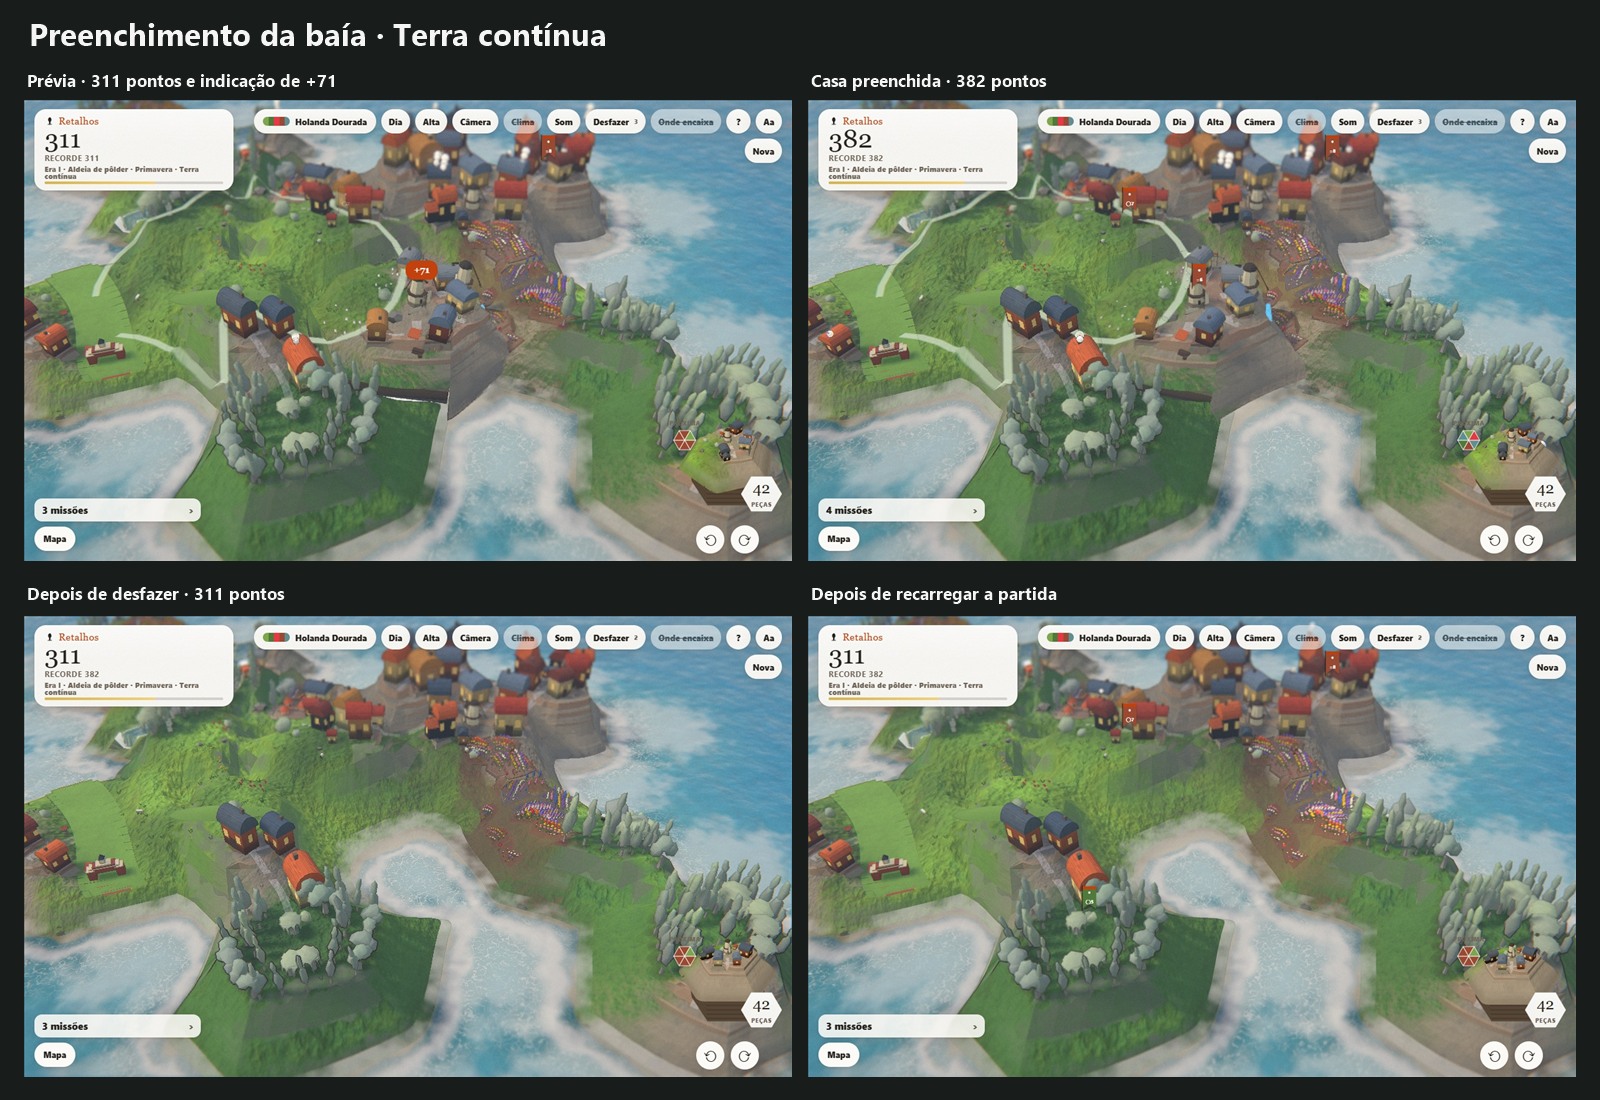 Preenchimento da baía · Terra contínua
Prévia · 311 pontos e indicação de +71
Retalhos
311
RECORDE 311
Era I · Aldeia de pôlder · Primavera · Terra
contínua
Holanda Dourada
Dia
Alta
Câmera
Clima
Som
Desfazer 3
Onde encaixa
?
Aa
Nova
+71
3 missões ›
42
PEÇAS
Mapa
Casa preenchida · 382 pontos
Retalhos
382
RECORDE 382
Era I · Aldeia de pôlder · Primavera · Terra
contínua
Holanda Dourada
Dia
Alta
Câmera
Clima
Som
Desfazer 3
Onde encaixa
?
Aa
Nova
4 missões ›
42
PEÇAS
Mapa
Depois de desfazer · 311 pontos
Retalhos
311
RECORDE 382
Era I · Aldeia de pôlder · Primavera · Terra
contínua
Holanda Dourada
Dia
Alta
Câmera
Clima
Som
Desfazer 2
Onde encaixa
?
Aa
Nova
3 missões ›
42
PEÇAS
Mapa
Depois de recarregar a partida
Retalhos
311
RECORDE 382
Era I · Aldeia de pôlder · Primavera · Terra
contínua
Holanda Dourada
Dia
Alta
Câmera
Clima
Som
Desfazer 2
Onde encaixa
?
Aa
Nova
3 missões ›
42
PEÇAS
Mapa